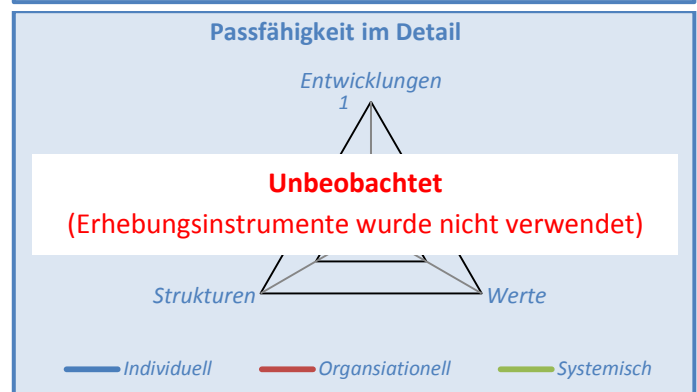 Passfähigkeit im Detail
Entwicklungen
1
Unbeobachtet
(Erhebungsinstrumente wurde nicht verwendet)
Strukturen
Werte
Individuell
Organsiationell
Systemisch